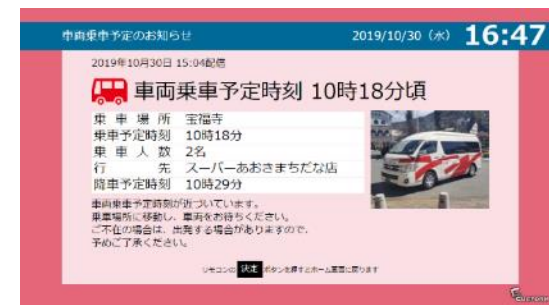 車両乗車予定のお知らせ 2019/10/30（水） 16:47
2019年10月30日 15:04配信
車両乗車予定時刻 10時18分頃
乗車場所 宝福寺
乗車予定時刻 10時18分
乗車人数 2名
行先 スーパーあおきまちだな店
降車予定時刻 10時29分
車両乗車予定時刻が近づいています。
乗車場所に移動し、車両をお待ちください。
ご不在の場合は、出発する場合がありますので、
予めご了承ください。
リモコンの 決定 ボタンを押すとホーム画面に戻ります